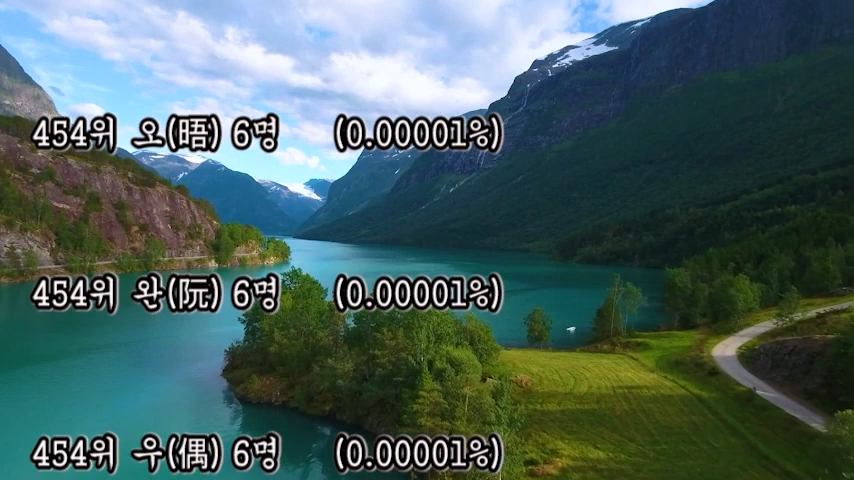 454위 오(晤) 6명 (0.00001%)
454위 완(阮) 6명 (0.00001%)
454위 우(偶) 6명 (0.00001%)